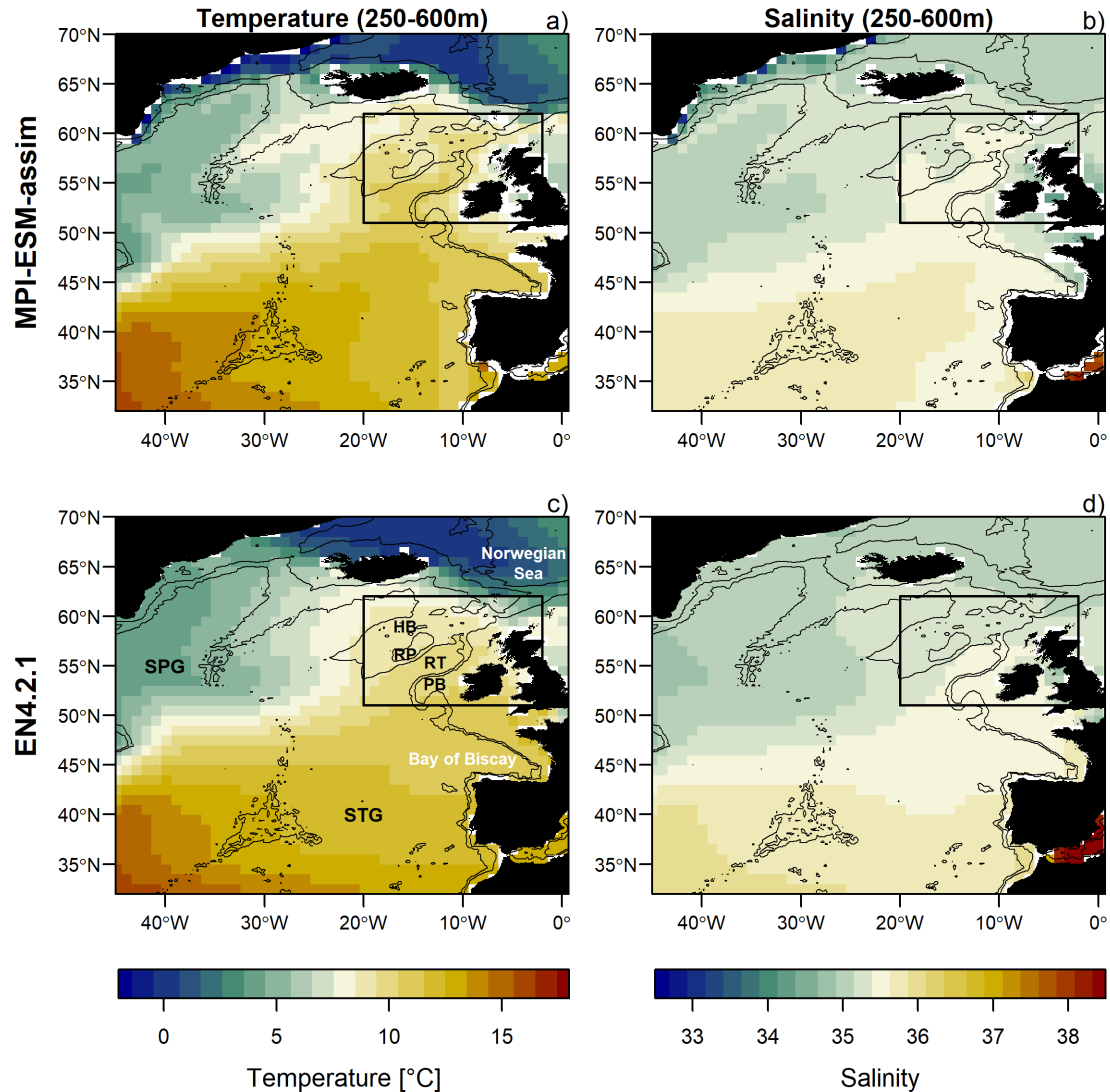 Temperature (250-600m)
a)
Salinity (250-600m)
b)
MPI-ESM-assim
70°N
65°N
60°N
55°N
50°N
45°N
40°N
35°N
40°W
30°W
20°W
10°W
0°
70°N
65°N
60°N
55°N
50°N
45°N
40°N
35°N
40°W
30°W
20°W
10°W
0°
c)
d)
EN4.2.1
70°N
65°N
60°N
55°N
50°N
45°N
40°N
35°N
Norwegian
Sea
HB
RP
RT
PB
SPG
Bay of Biscay
STG
40°W
30°W
20°W
10°W
0°
70°N
65°N
60°N
55°N
50°N
45°N
40°N
35°N
40°W
30°W
20°W
10°W
0°
0
5
10
15
Temperature [°C]
33
34
35
36
37
38
Salinity